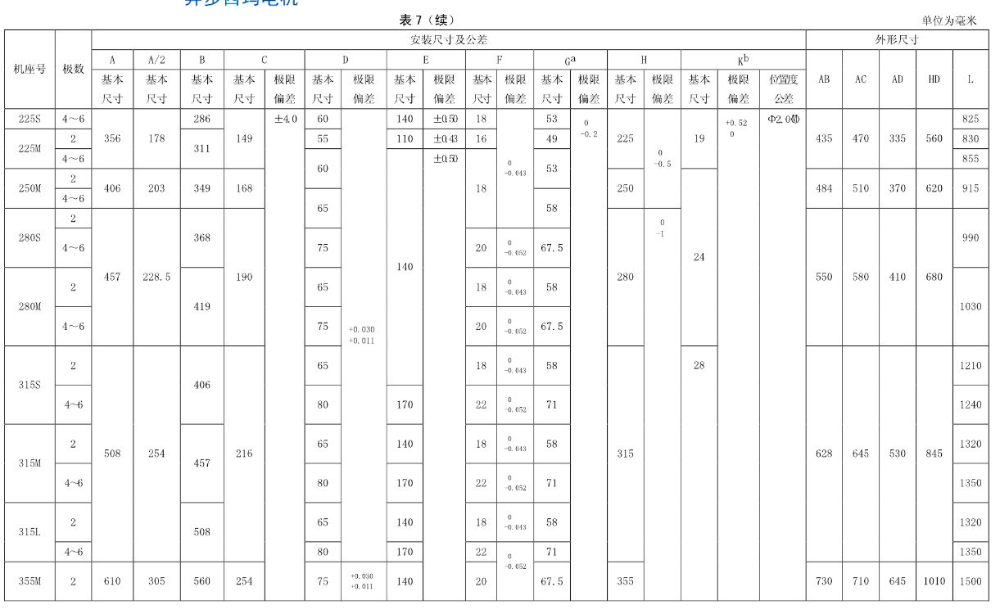 表 7（续）
单位为毫米
机座号 极数 安装尺寸及公差 外形尺寸
A A/2 B C D E F Ga H Kb AB AC AD HD L
基本尺寸 基本尺寸 基本尺寸 基本尺寸 极限偏差 基本尺寸 极限偏差 基本尺寸 极限偏差 基本尺寸 极限偏差 基本尺寸 极限偏差 基本尺寸 极限偏差 基本尺寸 极限偏差 位置度公差
225S 4～6 356 178 286 149 ±4.0 60 140 ±0.50 18 53 0 -0.2 225 19 +0.52 0 Φ2.0Ⓜ 435 470 335 560 825
225M 2 311 55 110 ±0.43 16 49 830
4～6 60 ±0.50 18 0 -0.043 53 0 -0.5 855
250M 2 406 203 349 168 250 484 510 370 620 915
4～6 65 58
280S 2 457 228.5 368 190 140 280 0 -1 24 550 580 410 680 990
4～6 75 20 0 -0.052 67.5
280M 2 419 65 18 0 -0.043 58 1030
4～6 75 +0.030 +0.011 20 0 -0.052 67.5
315S 2 508 254 406 216 65 18 0 -0.043 58 315 28 628 645 530 845 1210
4～6 80 170 22 0 -0.052 71 1240
315M 2 457 65 140 18 0 -0.043 58 1320
4～6 80 170 22 0 -0.052 71 1350
315L 2 508 65 140 18 0 -0.043 58 1320
4～6 80 170 22 0 -0.052 71 1350
355M 2 610 305 560 254 75 +0.030 +0.011 140 20 67.5 355 730 710 645 1010 1500